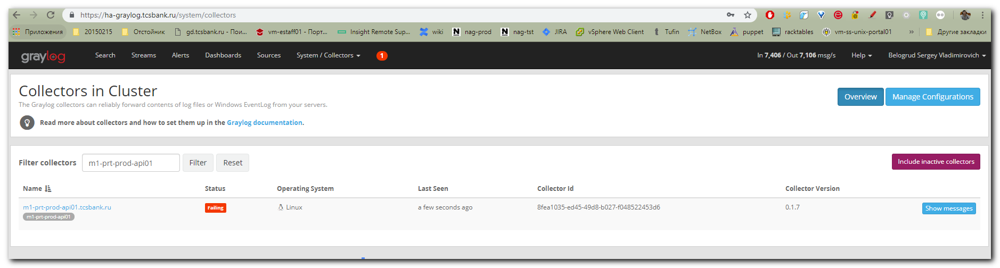 https://ha-graylog.tcsbank.ru/system/collectors
Приложения 20150215 Отстойник gd.tcsbank.ru - Пои... vm-estaff01 - Порт... Insight Remote Sup... wiki nag-prod nag-tst JIRA vSphere Web Client Tufin NetBox puppet racktables vm-ss-unix-portal01 » Другие закладки
graylog Search Streams Alerts Dashboards Sources System / Collectors 1 In 7,406 / Out 7,106 msg/s Help Belogrud Sergey Vladimirovich
Collectors in Cluster
The Graylog collectors can reliably forward contents of log files or Windows EventLog from your servers.
Overview Manage Configurations
Read more about collectors and how to set them up in the Graylog documentation.
Filter collectors m1-prt-prod-api01 Filter Reset Include inactive collectors
Name Status Operating System Last Seen Collector Id Collector Version
m1-prt-prod-api01.tcsbank.ru Failing Linux a few seconds ago 8fea1035-ed45-49d8-b027-f048522453d6 0.1.7 Show messages
m1-prt-prod-api01